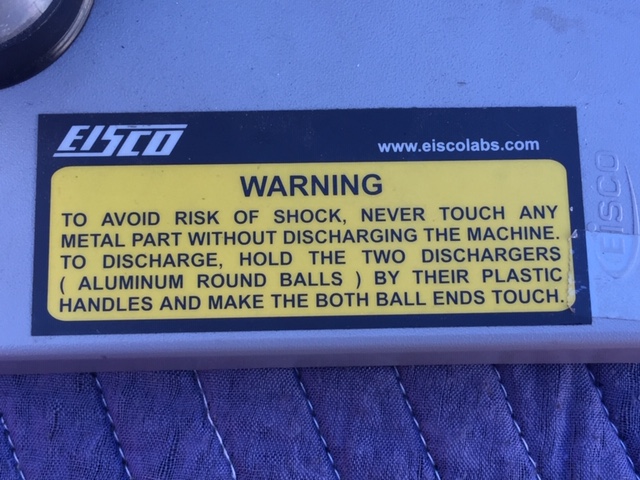 EISCO
www.eiscolabs.com
WARNING
TO AVOID RISK OF SHOCK, NEVER TOUCH ANY
METAL PART WITHOUT DISCHARGING THE MACHINE.
TO DISCHARGE, HOLD THE TWO DISCHARGERS
( ALUMINUM ROUND BALLS ) BY THEIR PLASTIC
HANDLES AND MAKE THE BOTH BALL ENDS TOUCH.
EISCO